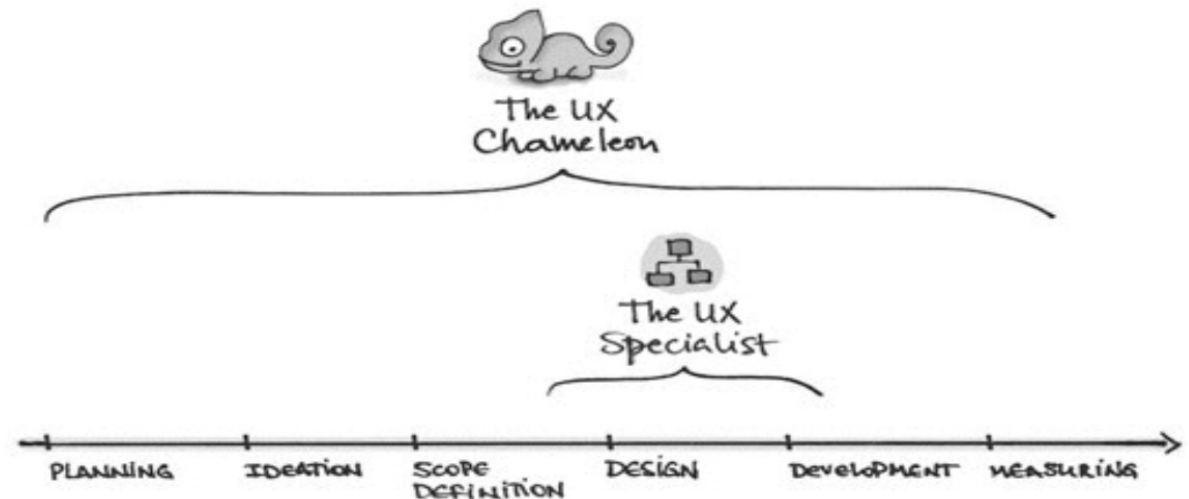 The UX
Chameleon
The UX
Specialist
PLANNING
IDEATION
SCOPE
DEFINITION
DESIGN
DEVELOPMENT
MEASURING